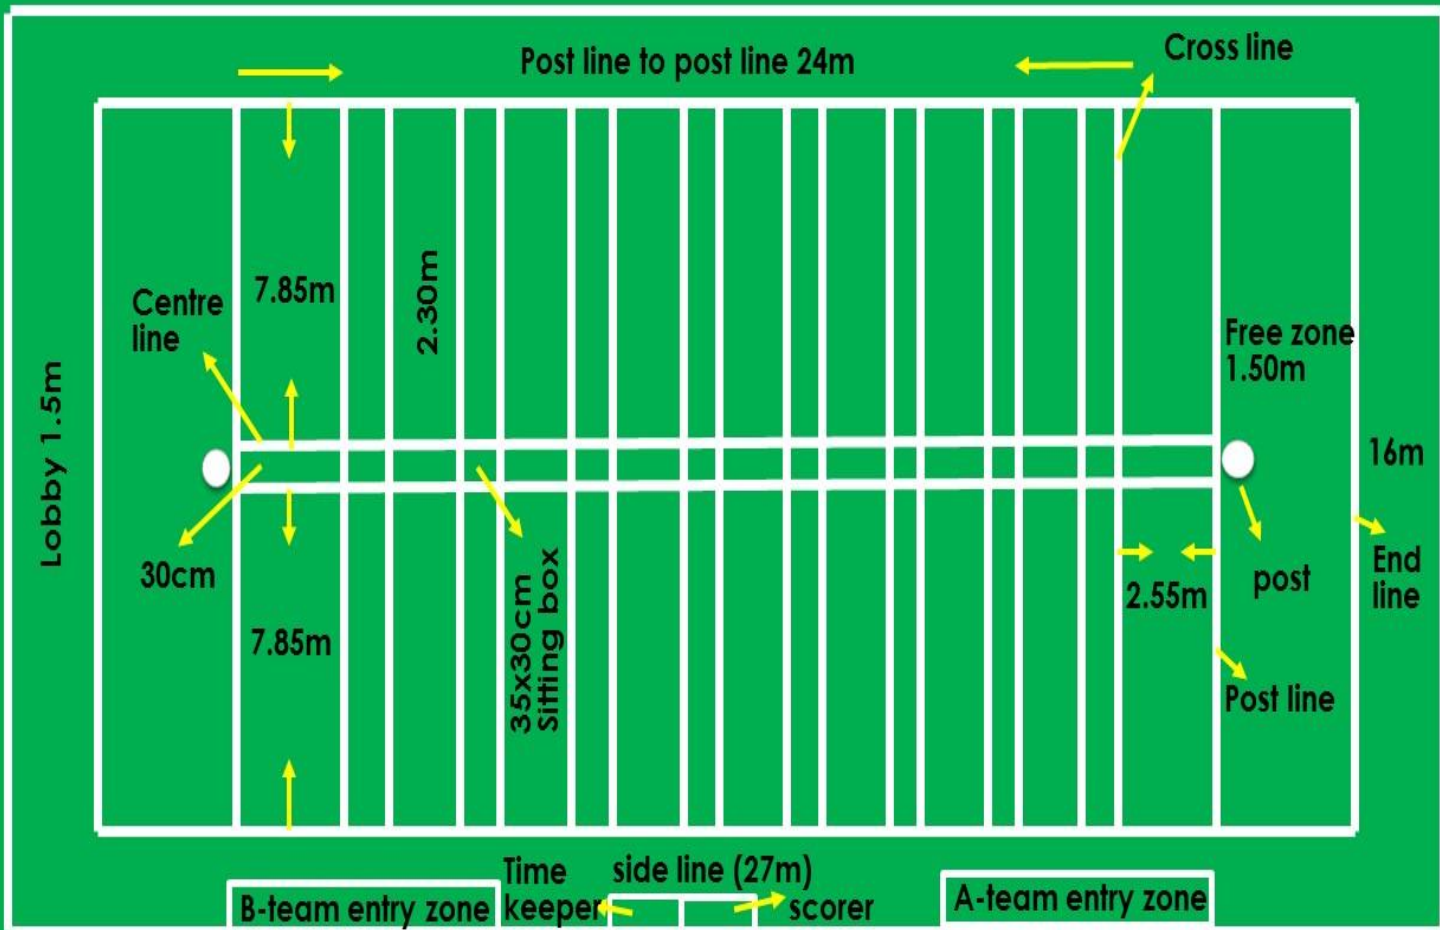 Post line to post line 24m
Cross line
7.85m
2.30m
Centre
line
Free zone
1.50m
Lobby 1.5m
16m
30cm
35x30cm
Sitting box
2.55m
post
End
line
7.85m
Post line
Time
keeper
side line (27m)
scorer
B-team entry zone
A-team entry zone